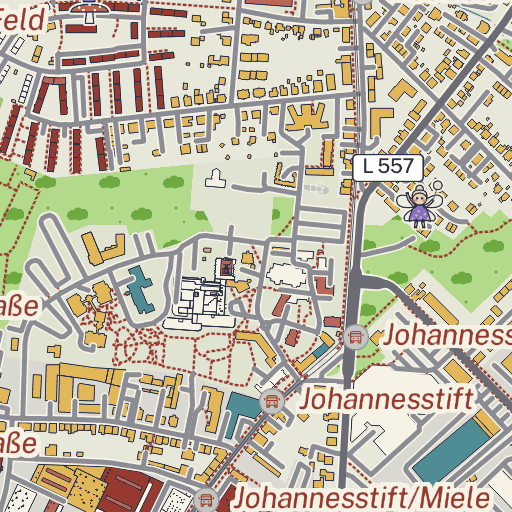 feld
L 557
aße
Johanness
Johannesstift
aße
Johannesstift/Miele